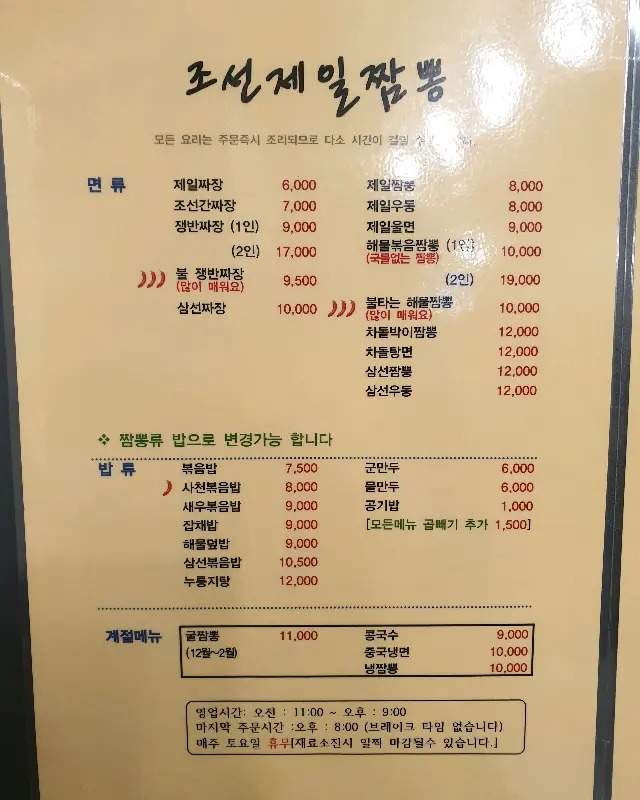 조선제일짬뽕
모든 요리는 주문즉시 조리되므로 다소 시간이 걸릴 수
면 류
제일짜장 6,000
조선간짜장 7,000
쟁반짜장 (1인) 9,000
(2인) 17,000
불 쟁반짜장 9,500
(많이 매워요)
삼선짜장 10,000
제일짬뽕 8,000
제일우동 8,000
제일울면 9,000
해물볶음짬뽕 (1인) 10,000
(국물없는 짬뽕)
(2인) 19,000
불타는 해물짬뽕 10,000
(많이 매워요)
차돌박이짬뽕 12,000
차돌탕면 12,000
삼선짬뽕 12,000
삼선우동 12,000
❖ 짬뽕류 밥으로 변경가능 합니다
밥 류
볶음밥 7,500
사천볶음밥 8,000
새우볶음밥 9,000
잡채밥 9,000
해물덮밥 9,000
삼선볶음밥 10,500
누룽지탕 12,000
군만두 6,000
물만두 6,000
공기밥 1,000
[모든메뉴 곱빼기 추가 1,500]
계절메뉴
굴짬뽕 11,000
(12월~2월)
콩국수 9,000
중국냉면 10,000
냉짬뽕 10,000
영업시간: 오전 : 11:00 ~ 오후 : 9:00
마지막 주문시간 :오후 : 8:00 (브레이크 타임 없습니다)
매주 토요일 휴무[재료소진시 일찍 마감될수 있습니다.]